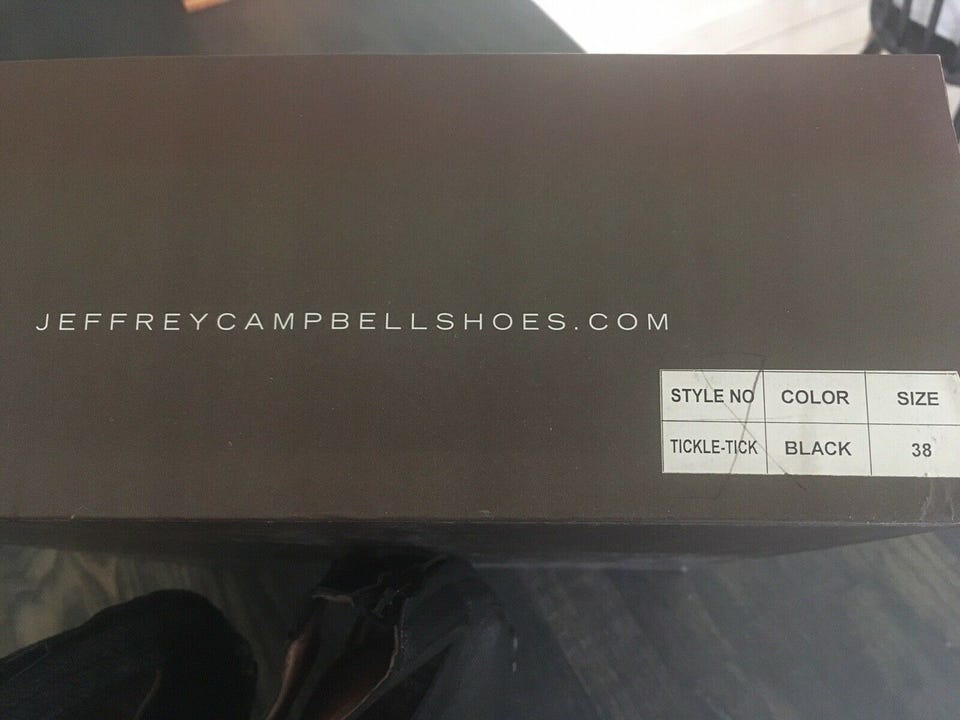 JEFFREYCAMPBELLSHOES.COM
STYLE NO COLOR SIZE
TICKLE-TICK BLACK 38